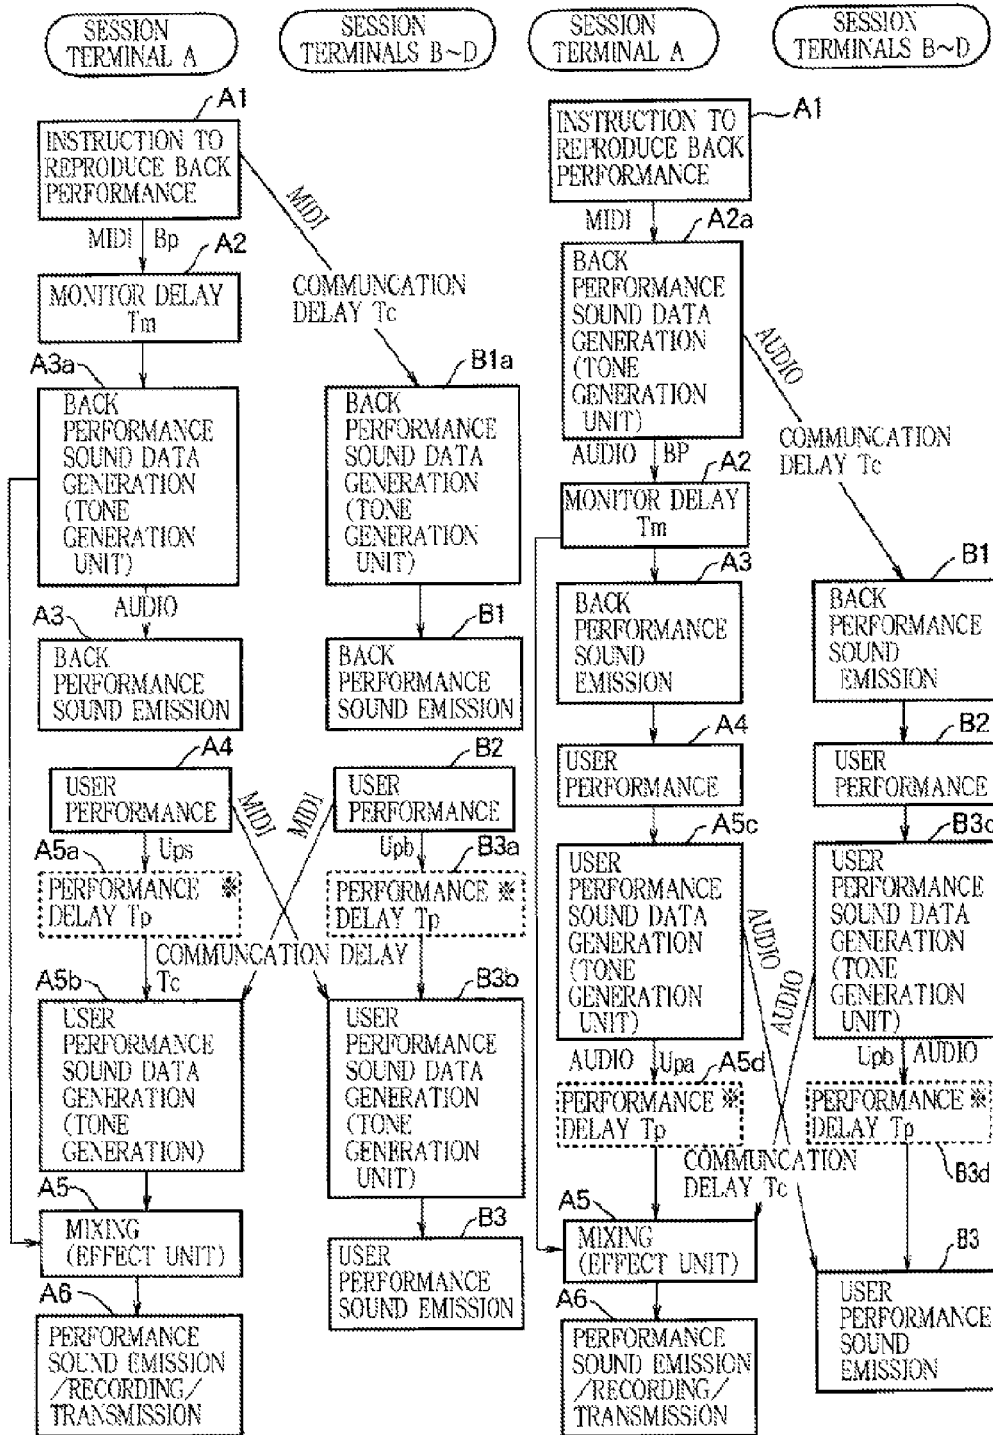 SESSION
TERMINAL A
SESSION
TERMINALS B~D
A1
INSTRUCTION TO
REPRODUCE BACK
PERFORMANCE
MIDI
MIDI Bp
A2
MONITOR DELAY
Tm
COMMUNCATION
DELAY Tc
A3a
BACK
PERFORMANCE
SOUND DATA
GENERATION
(TONE
GENERATION
UNIT)
B1a
BACK
PERFORMANCE
SOUND DATA
GENERATION
(TONE
GENERATION
UNIT)
AUDIO
A3
BACK
PERFORMANCE
SOUND EMISSION
B1
BACK
PERFORMANCE
SOUND EMISSION
A4
USER
PERFORMANCE
B2
USER
PERFORMANCE
MIDI
MIDI
Ups
Upb
A5a
PERFORMANCE ※
DELAY Tp
B3a
PERFORMANCE ※
DELAY Tp
COMMUNCATION DELAY
Tc
A5b
USER
PERFORMANCE
SOUND DATA
GENERATION
(TONE
GENERATION)
B3b
USER
PERFORMANCE
SOUND DATA
GENERATION
(TONE
GENERATION
UNIT)
A5
MIXING
(EFFECT UNIT)
B3
USER
PERFORMANCE
SOUND EMISSION
A6
PERFORMANCE
SOUND EMISSION
/RECORDING/
TRANSMISSION
SESSION
TERMINAL A
SESSION
TERMINALS B~D
A1
INSTRUCTION TO
REPRODUCE BACK
PERFORMANCE
MIDI
A2a
BACK
PERFORMANCE
SOUND DATA
GENERATION
(TONE
GENERATION
UNIT)
AUDIO
COMMUNCATION
DELAY Tc
AUDIO BP
A2
MONITOR DELAY
Tm
A3
BACK
PERFORMANCE
SOUND
EMISSION
B1
BACK
PERFORMANCE
SOUND
EMISSION
A4
USER
PERFORMANCE
B2
USER
PERFORMANCE
A5c
USER
PERFORMANCE
SOUND DATA
GENERATION
(TONE
GENERATION
UNIT)
B3c
USER
PERFORMANCE
SOUND DATA
GENERATION
(TONE
GENERATION
UNIT)
AUDIO
AUDIO
AUDIO Upa
Upb AUDIO
A5d
PERFORMANCE ※
DELAY Tp
PERFORMANCE ※
DELAY Tp
B3d
COMMUNCATION
DELAY Tc
A5
MIXING
(EFFECT UNIT)
B3
USER
PERFORMANCE
SOUND
EMISSION
A6
PERFORMANCE
SOUND EMISSION
/RECORDING/
TRANSMISSION